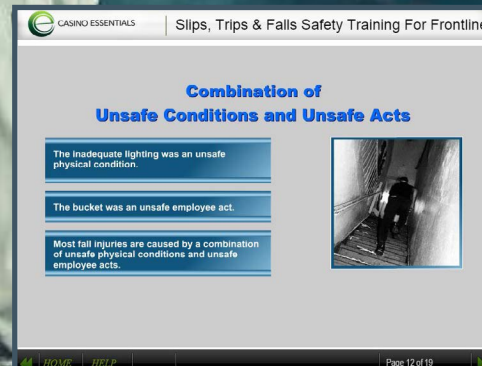 CASINO ESSENTIALS
Slips, Trips & Falls Safety Training For Frontline
Combination of
Unsafe Conditions and Unsafe Acts
The inadequate lighting was an unsafe
physical condition.
The bucket was an unsafe employee act.
Most fall injuries are caused by a combination
of unsafe physical conditions and unsafe
employee acts.
HOME HELP Page 12 of 19